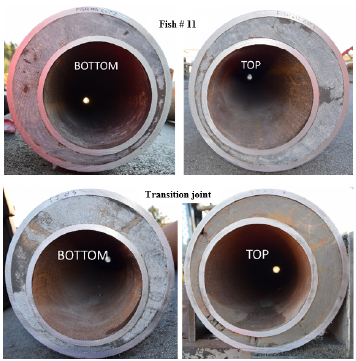 Fish # 11
BOTTOM
TOP
Transition joint
BOTTOM
TOP